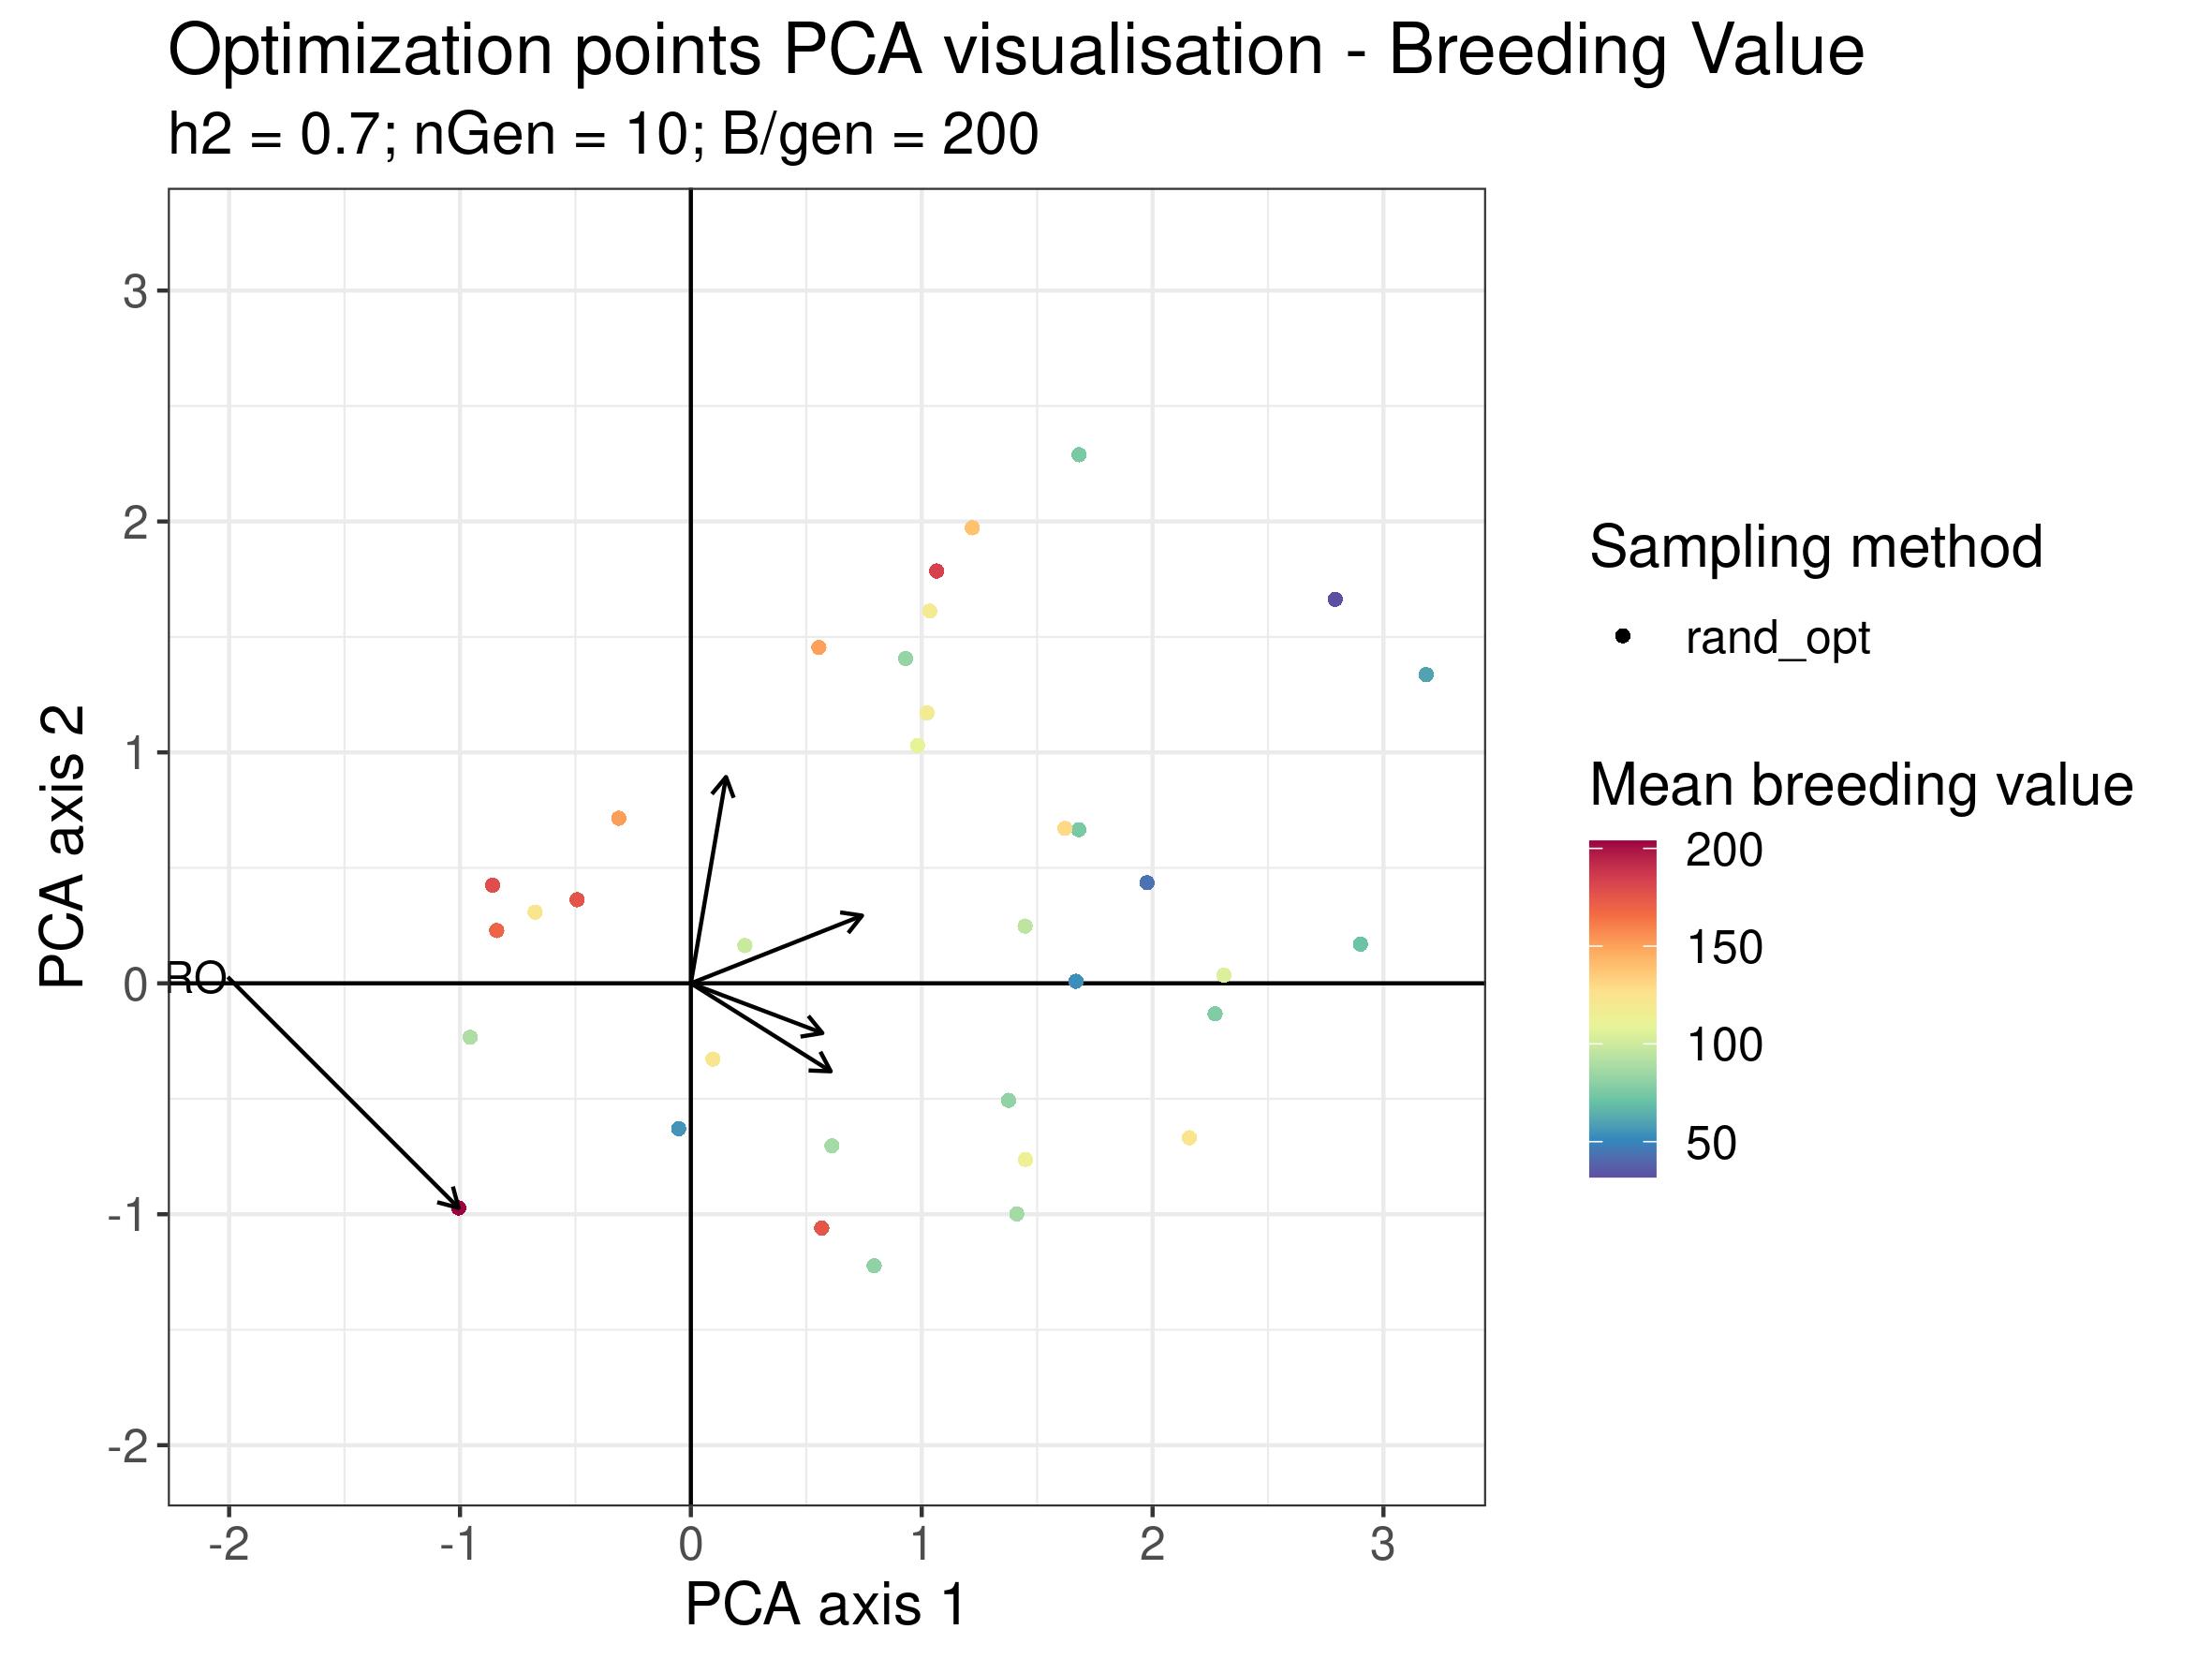 Optimization points PCA visualisation - Breeding Value
h2 = 0.7; nGen = 10; B/gen = 200
PCA axis 2
3
2
1
0
-1
-2
RO
-2
-1
0
1
2
3
PCA axis 1
Sampling method
rand_opt
Mean breeding value
200
150
100
50